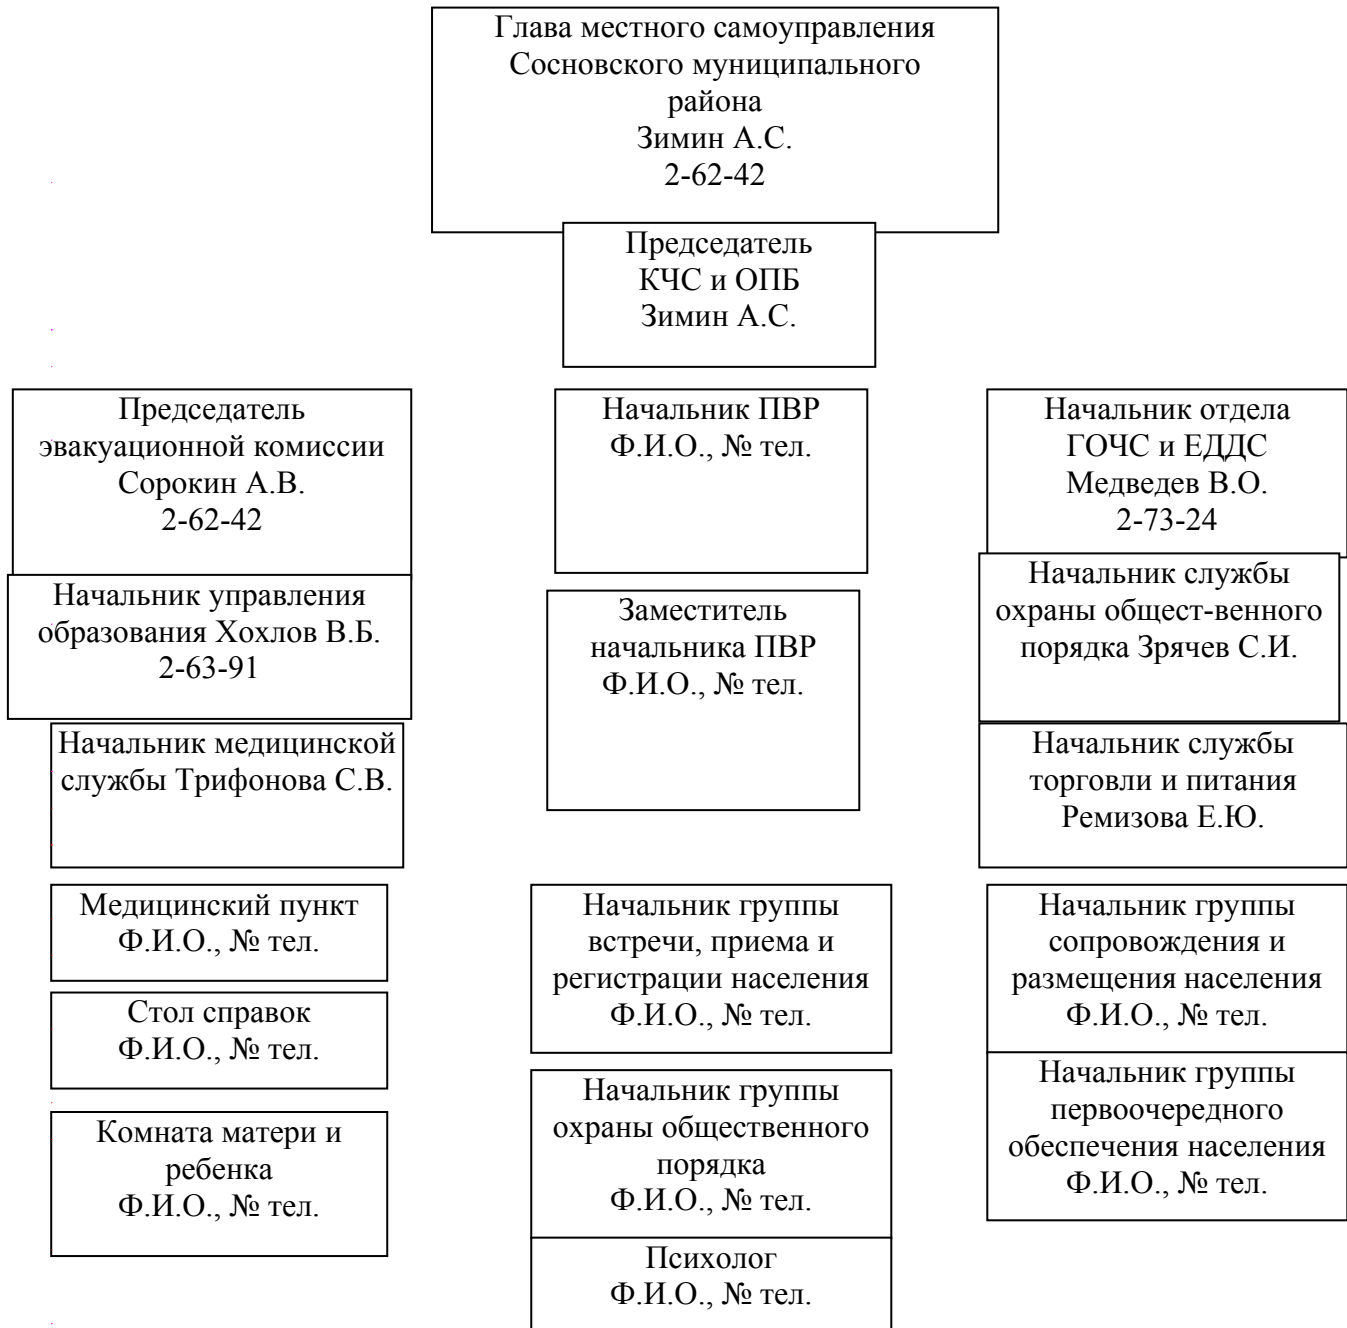 Глава местного самоуправления
Сосновского муниципального
района
Зимин А.С.
2-62-42
Председатель
КЧС и ОПБ
Зимин А.С.
Председатель
эвакуационной комиссии
Сорокин А.В.
2-62-42
Начальник ПВР
Ф.И.О., № тел.
Начальник отдела
ГОЧС и ЕДДС
Медведев В.О.
2-73-24
Начальник управления
образования Хохлов В.Б.
2-63-91
Заместитель
начальника ПВР
Ф.И.О., № тел.
Начальник службы
охраны общест-венного
порядка Зрячев С.И.
Начальник медицинской
службы Трифонова С.В.
Начальник службы
торговли и питания
Ремизова Е.Ю.
Медицинский пункт
Ф.И.О., № тел.
Стол справок
Ф.И.О., № тел.
Комната матери и
ребенка
Ф.И.О., № тел.
Начальник группы
встречи, приема и
регистрации населения
Ф.И.О., № тел.
Начальник группы
охраны общественного
порядка
Ф.И.О., № тел.
Психолог
Ф.И.О., № тел.
Начальник группы
сопровождения и
размещения населения
Ф.И.О., № тел.
Начальник группы
первоочередного
обеспечения населения
Ф.И.О., № тел.